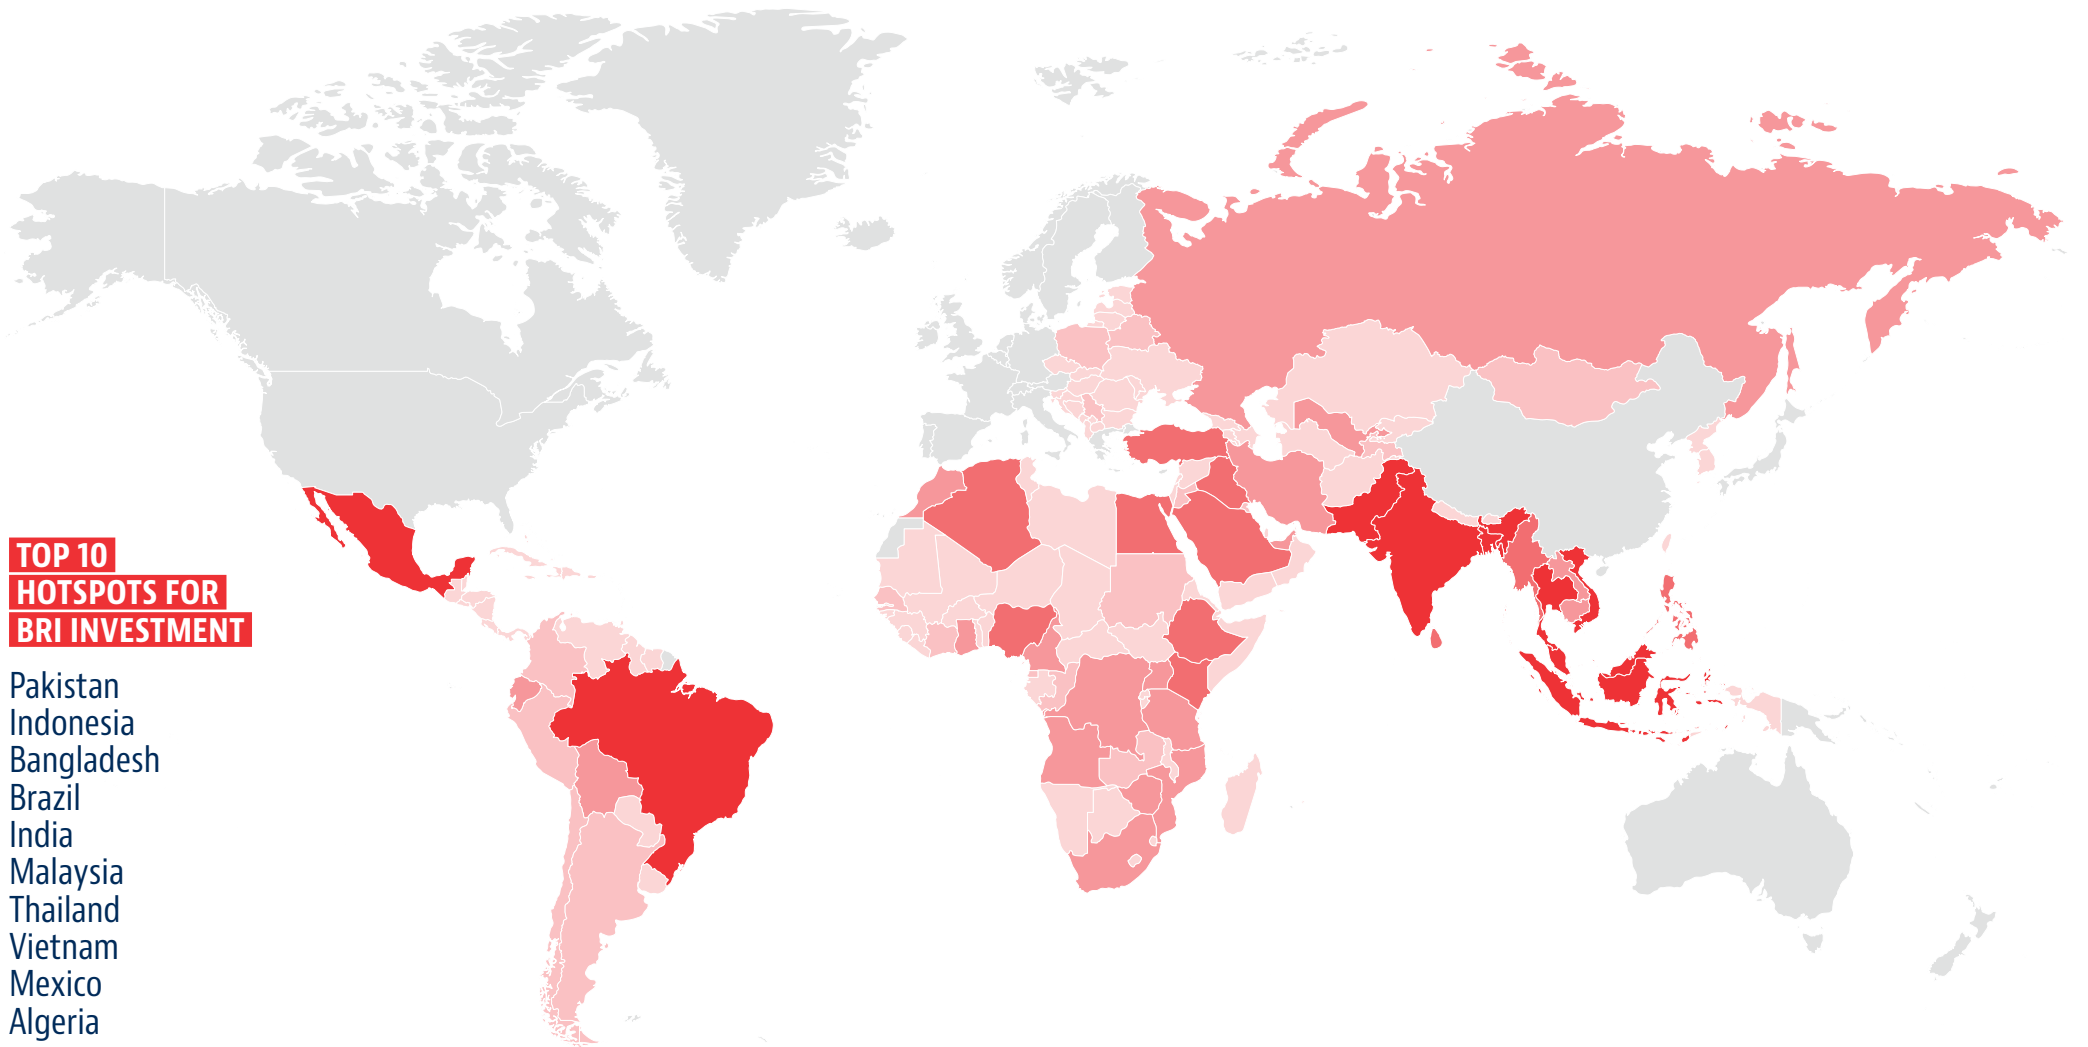 TOP 10
HOTSPOTS FOR
BRI INVESTMENT
Pakistan
Indonesia
Bangladesh
Brazil
India
Malaysia
Thailand
Vietnam
Mexico
Algeria